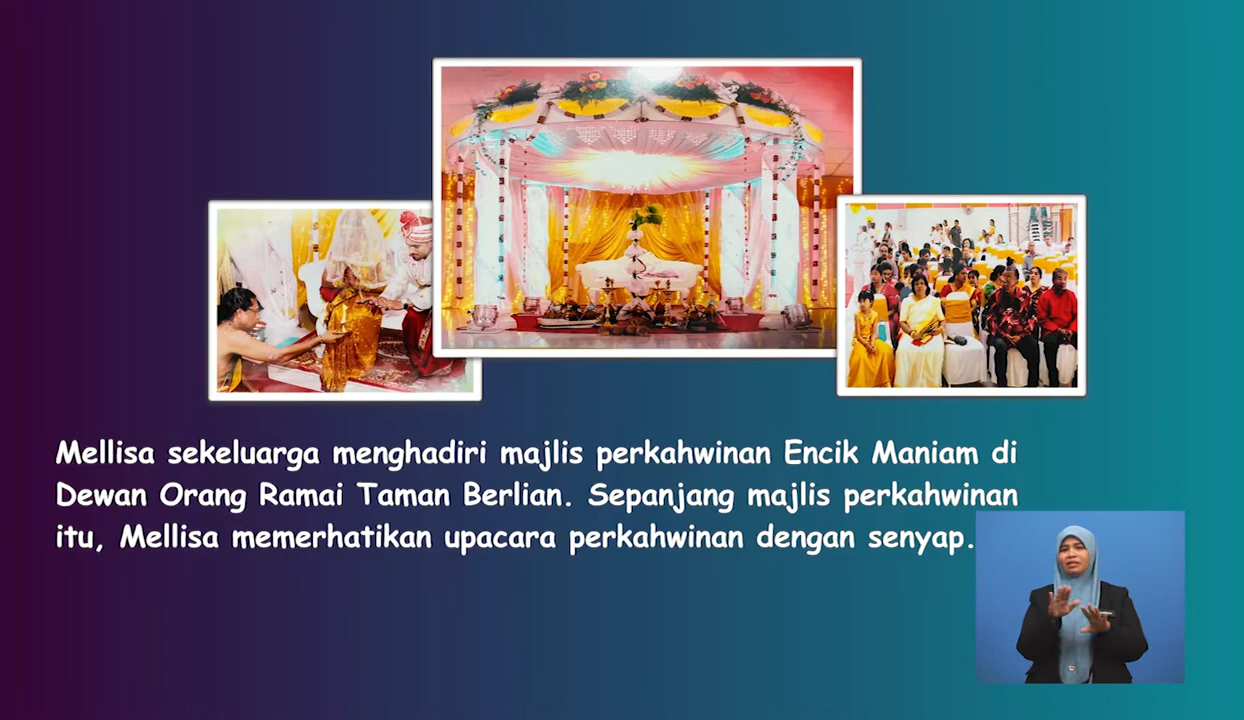 Mellisa sekeluarga menghadiri majlis perkahwinan Encik Maniam di
Dewan Orang Ramai Taman Berlian. Sepanjang majlis perkahwinan
itu, Mellisa memerhatikan upacara perkahwinan dengan senyap.